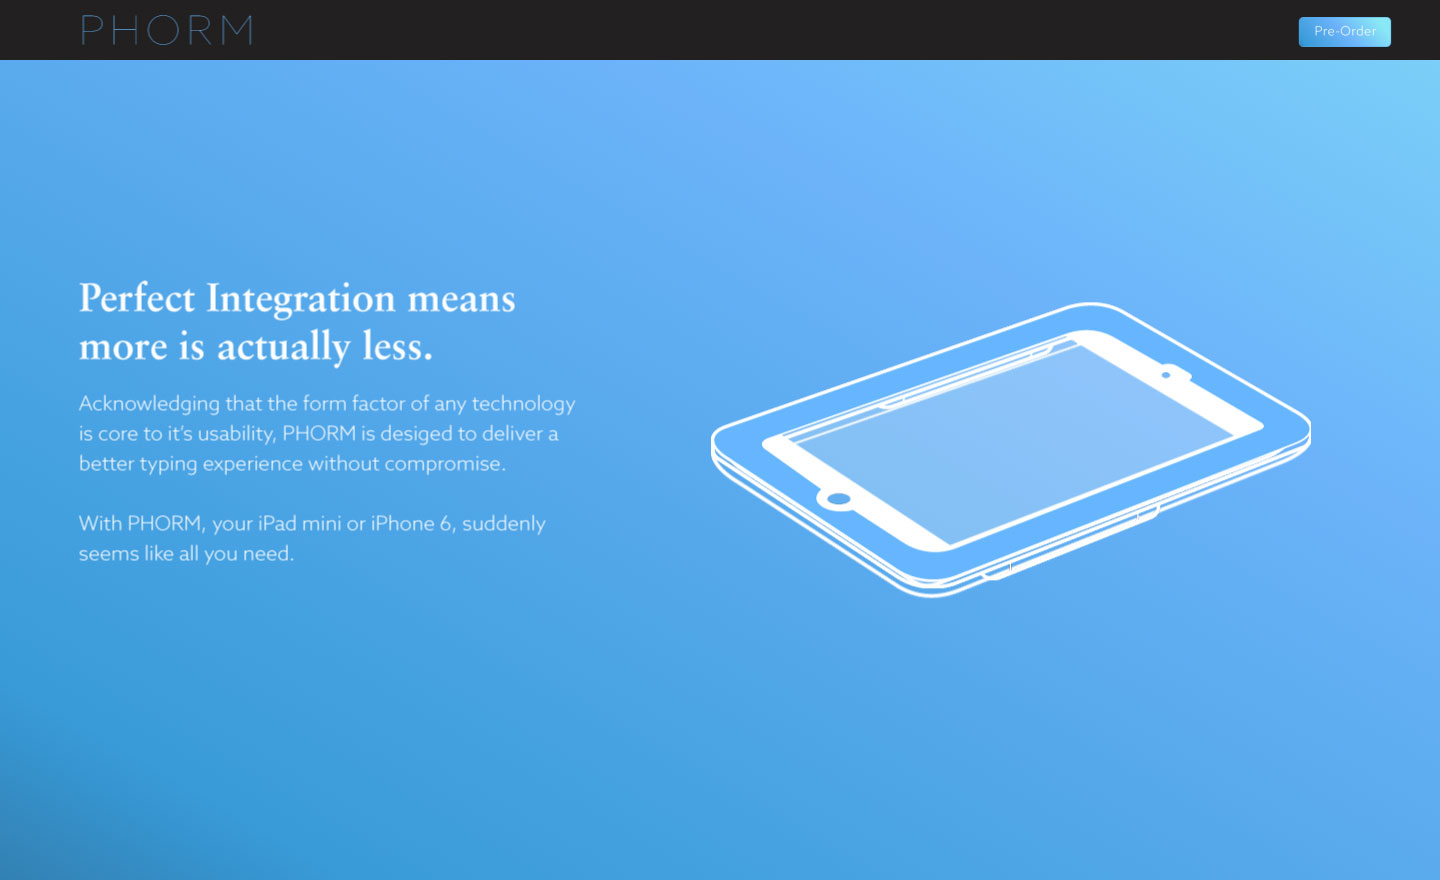 PHORM
Pre-Order
Perfect Integration means
more is actually less.
Acknowledging that the form factor of any technology
is core to it's usability, PHORM is desiged to deliver a
better typing experience without compromise.
With PHORM, your iPad mini or iPhone 6, suddenly
seems like all you need.